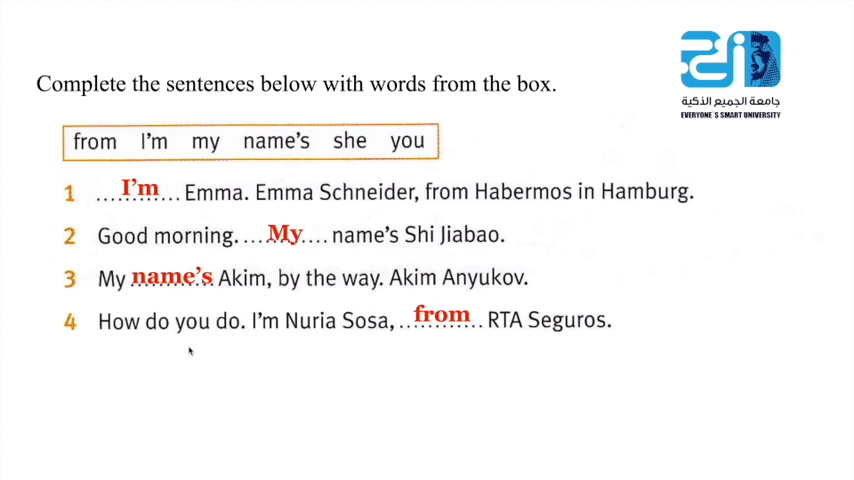 جامعة الجميع الذكية
EVERYONE`S SMART UNIVERSITY
Complete the sentences below with words from the box.
from I'm my name's she you
1 ...I'm... Emma. Emma Schneider, from Habermos in Hamburg.
2 Good morning. ...My... name's Shi Jiabao.
3 My name's Akim, by the way. Akim Anyukov.
4 How do you do. I'm Nuria Sosa, ...from... RTA Seguros.